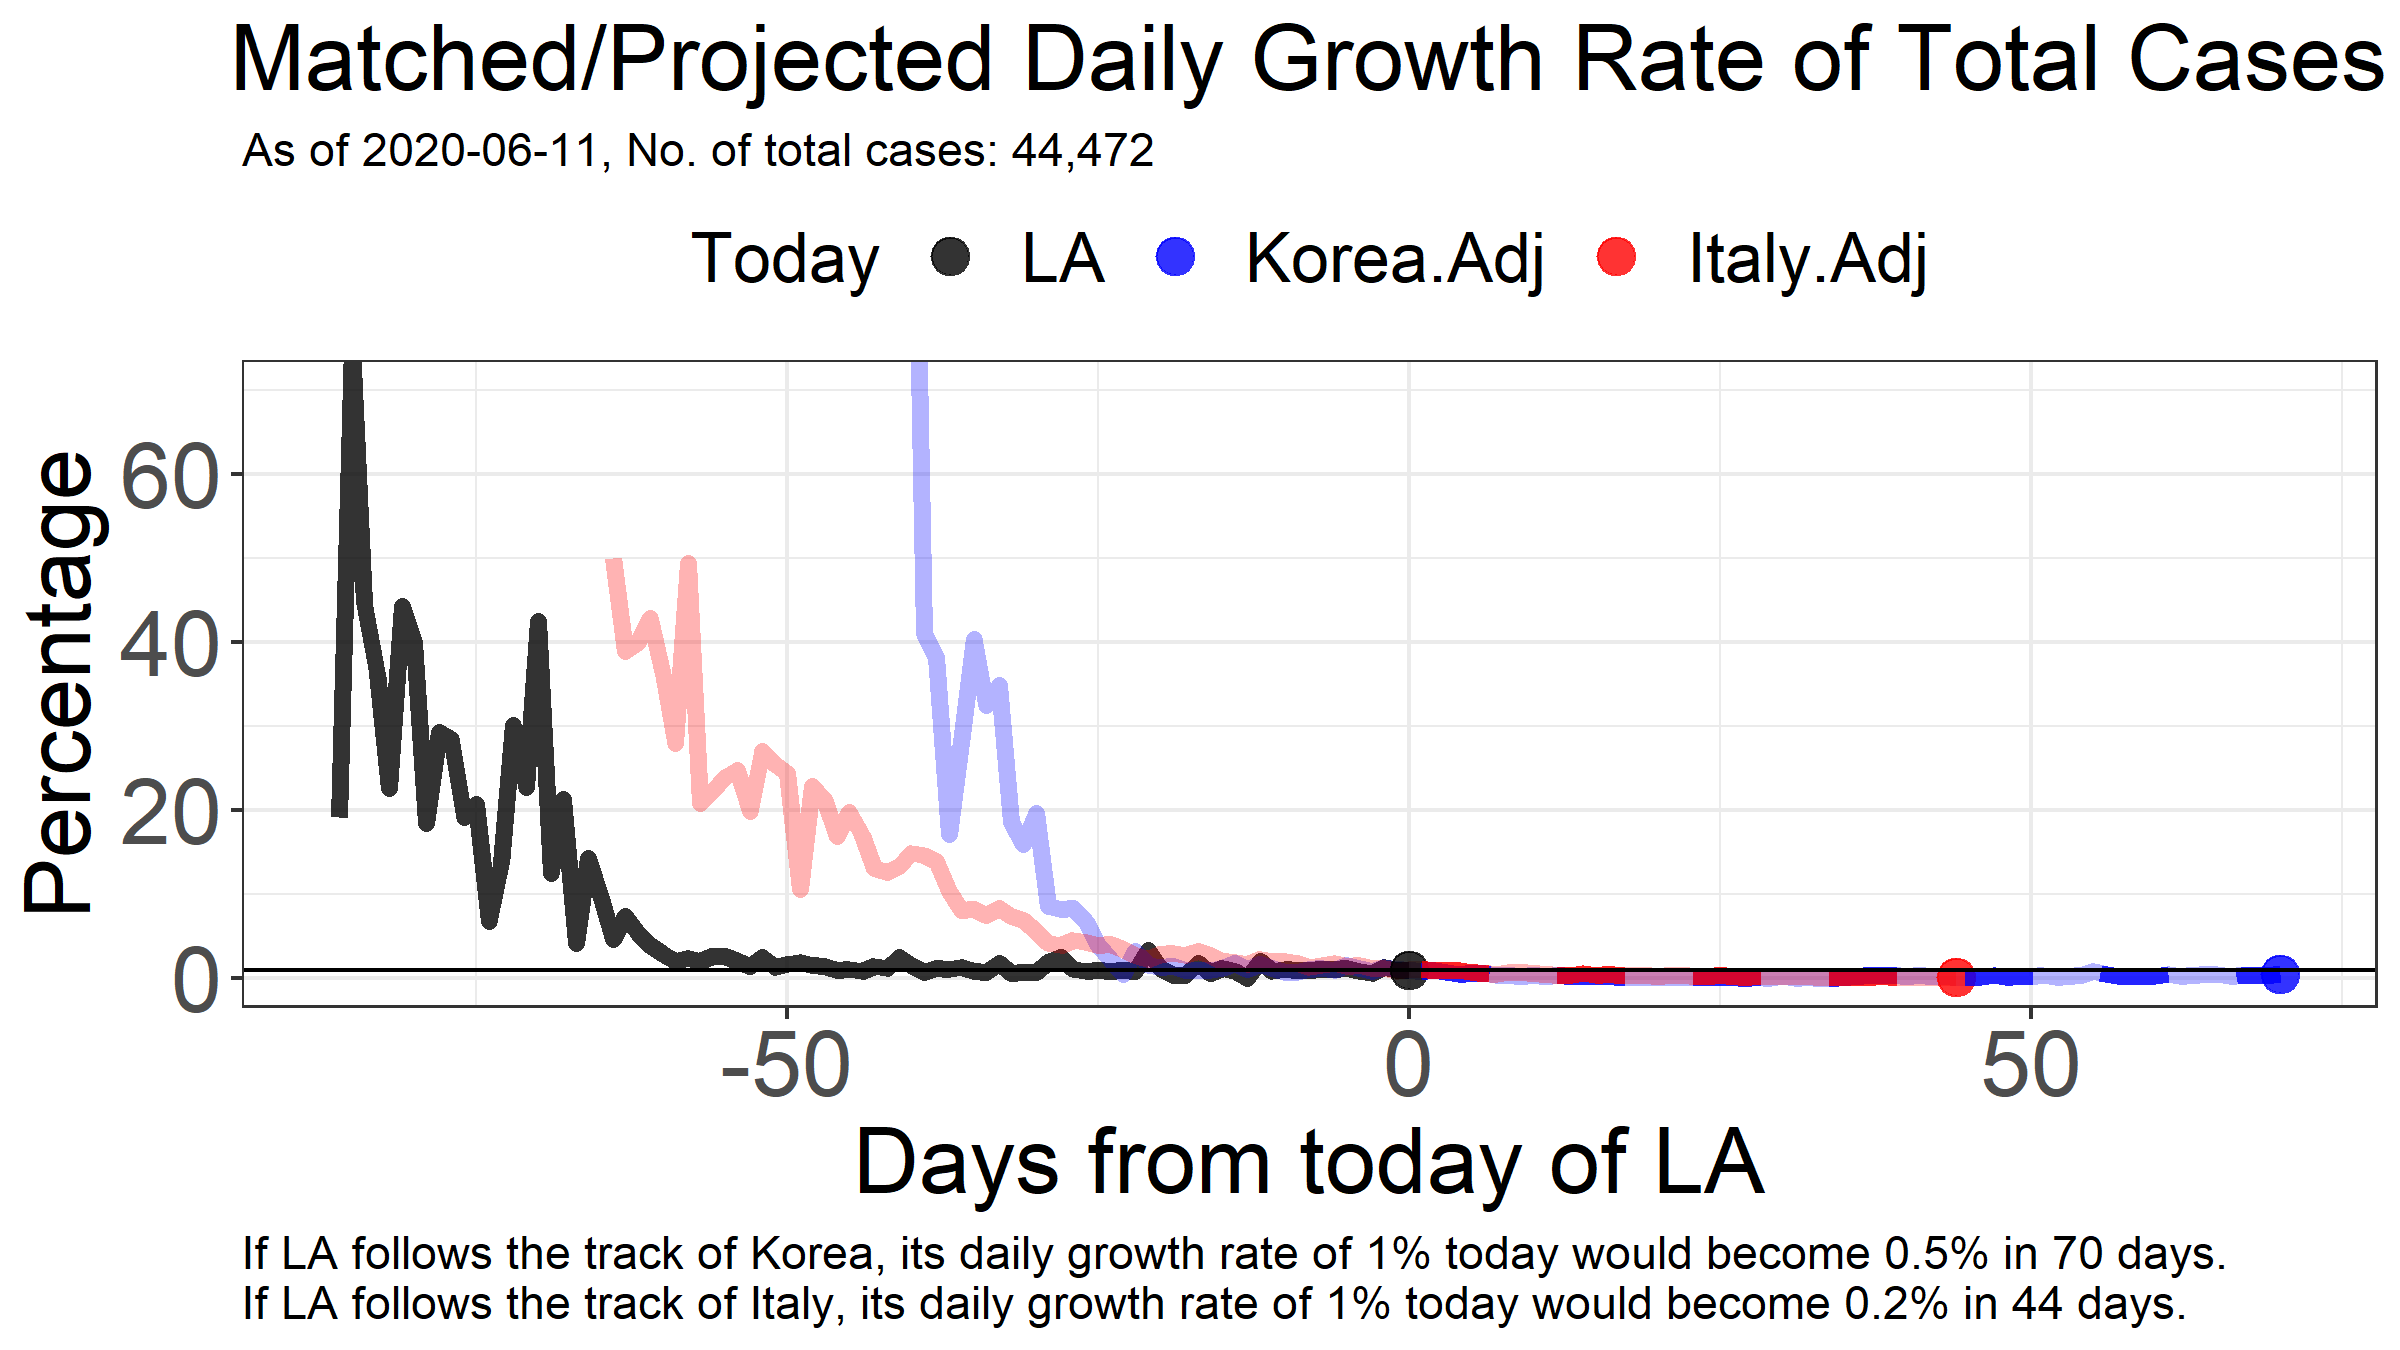 Matched/Projected Daily Growth Rate of Total Cases
As of 2020-06-11, No. of total cases: 44,472
Today LA Korea.Adj Italy.Adj
Percentage
60
40
20
0
-50 0 50
Days from today of LA
If LA follows the track of Korea, its daily growth rate of 1% today would become 0.5% in 70 days.
If LA follows the track of Italy, its daily growth rate of 1% today would become 0.2% in 44 days.